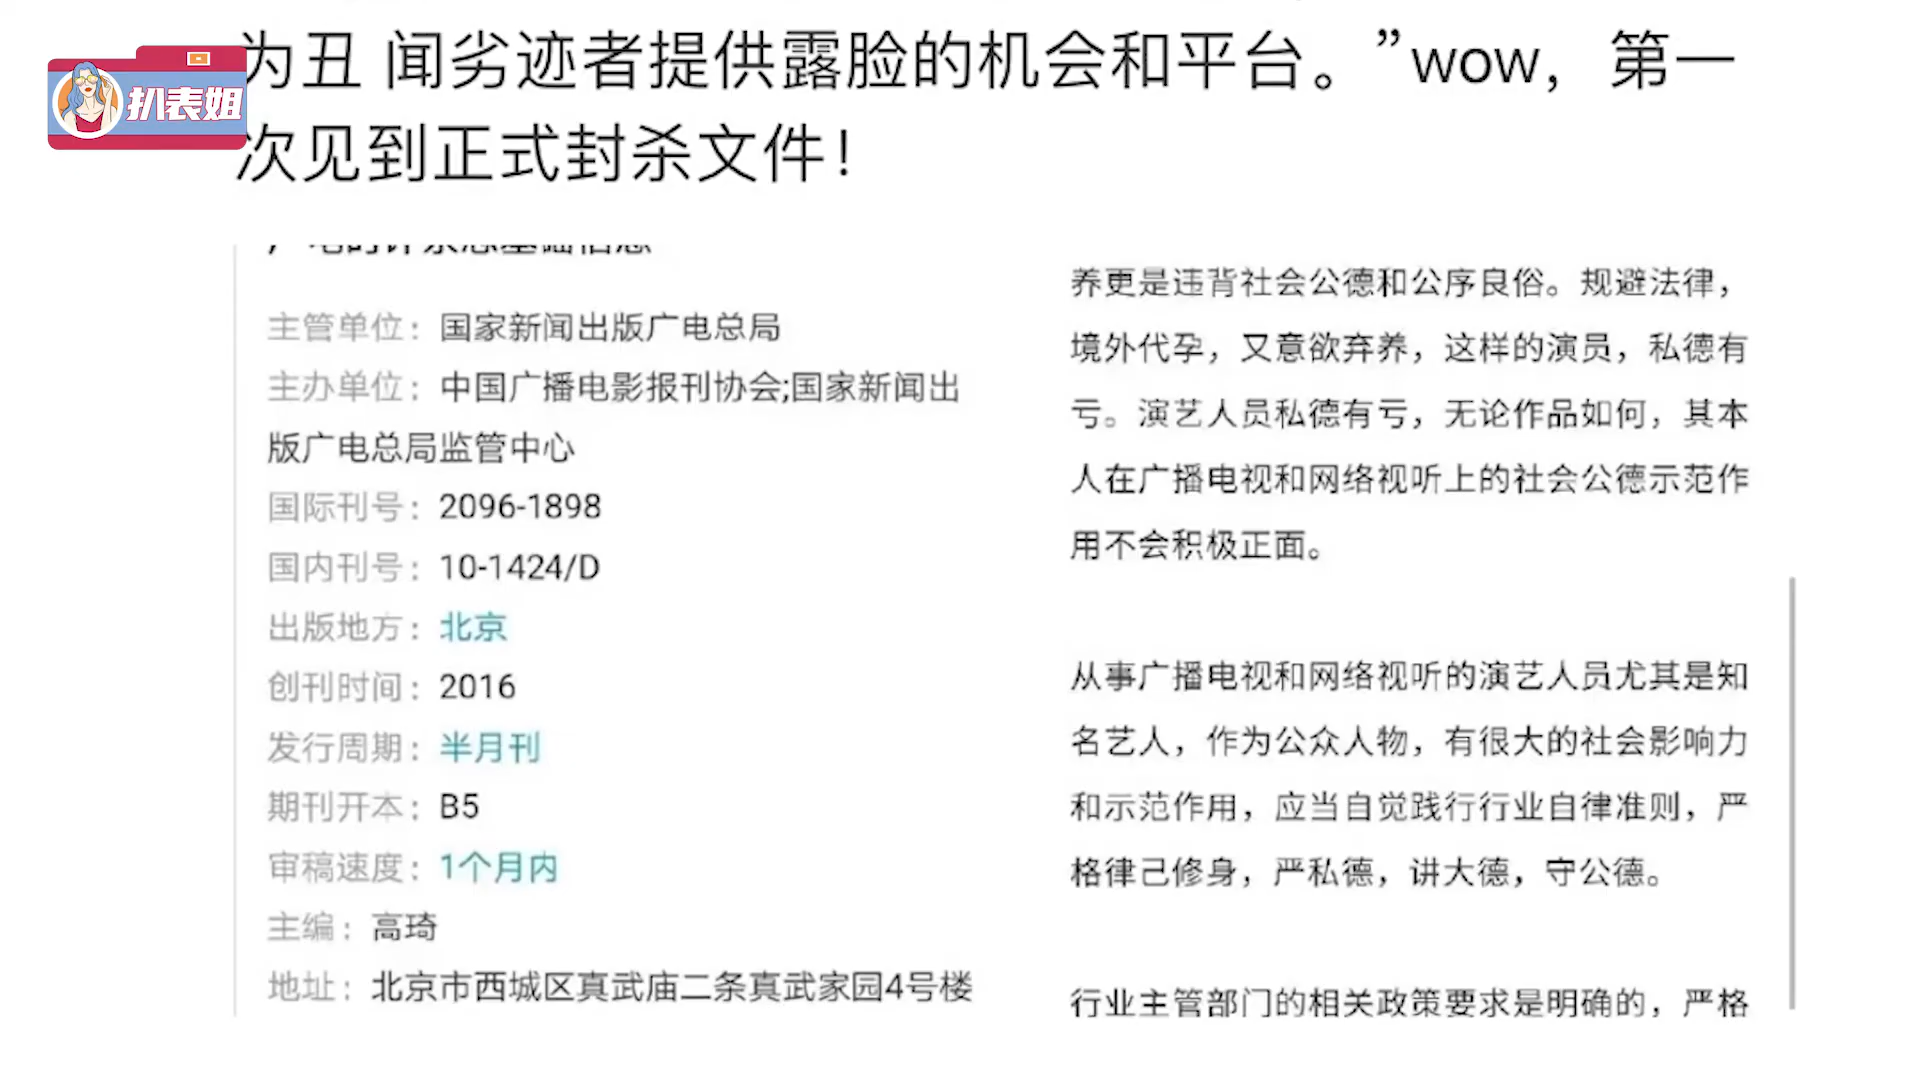 为丑 闻劣迹者提供露脸的机会和平台。”wow，第一
扒表姐
次见到正式封杀文件！
主管单位：国家新闻出版广电总局
主办单位：中国广播电影报刊协会;国家新闻出
版广电总局监管中心
国际刊号：2096-1898
国内刊号：10-1424/D
出版地方：北京
创刊时间：2016
发行周期：半月刊
期刊开本：B5
审稿速度：1个月内
主编：高琦
地址：北京市西城区真武庙二条真武家园4号楼
养更是违背社会公德和公序良俗。规避法律，
境外代孕，又意欲弃养，这样的演员，私德有
亏。演艺人员私德有亏，无论作品如何，其本
人在广播电视和网络视听上的社会公德示范作
用不会积极正面。
从事广播电视和网络视听的演艺人员尤其是知
名艺人，作为公众人物，有很大的社会影响力
和示范作用，应当自觉践行行业自律准则，严
格律己修身，严私德，讲大德，守公德。
行业主管部门的相关政策要求是明确的，严格